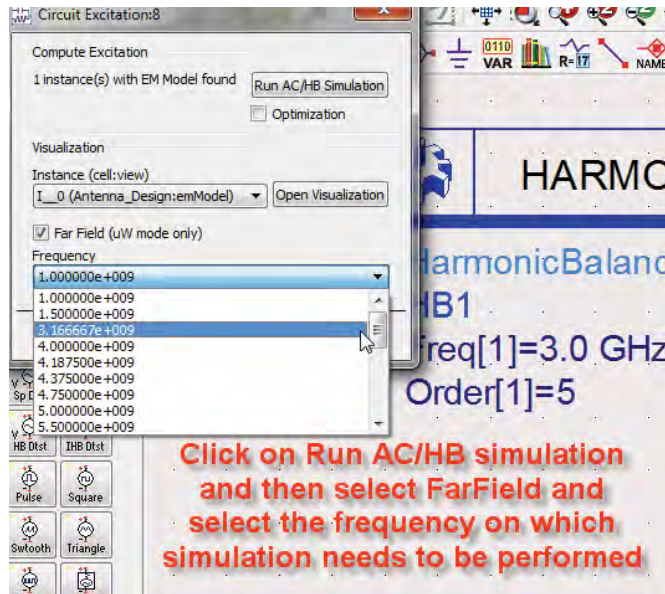 Circuit Excitation:8
Compute Excitation
1 instance(s) with EM Model found
Run AC/HB Simulation
Optimization
Visualization
Instance (cell:view)
I__0 (Antenna_Design:emModel)
Open Visualization
Far Field (uW mode only)
Frequency
1.000000e+009
1.000000e+009
1.500000e+009
3.166667e+009
4.000000e+009
4.187500e+009
4.375000e+009
4.750000e+009
5.000000e+009
5.500000e+009
0110
VAR
R=17
NAME
HARMO
HarmonicBalanc
HB1
Freq[1]=3.0 GHz
Order[1]=5
HB Dtst
IHB Dtst
Pulse
Square
Swtooth
Triangle
Click on Run AC/HB simulation
and then select FarField and
select the frequency on which
simulation needs to be performed